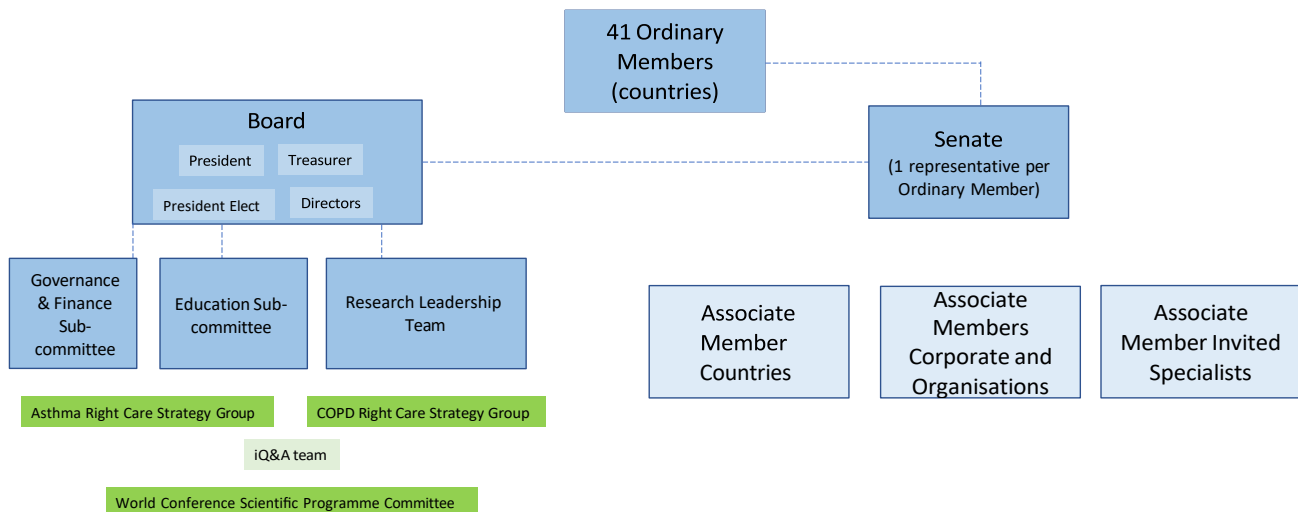 41 Ordinary
Members
(countries)
Board
President
Treasurer
President Elect
Directors
Senate
(1 representative per
Ordinary Member)
Governance
& Finance
Sub-
committee
Education Sub-
committee
Research Leadership
Team
Associate
Member
Countries
Associate
Members
Corporate and
Organisations
Associate
Member Invited
Specialists
Asthma Right Care Strategy Group
COPD Right Care Strategy Group
iQ&A team
World Conference Scientific Programme Committee